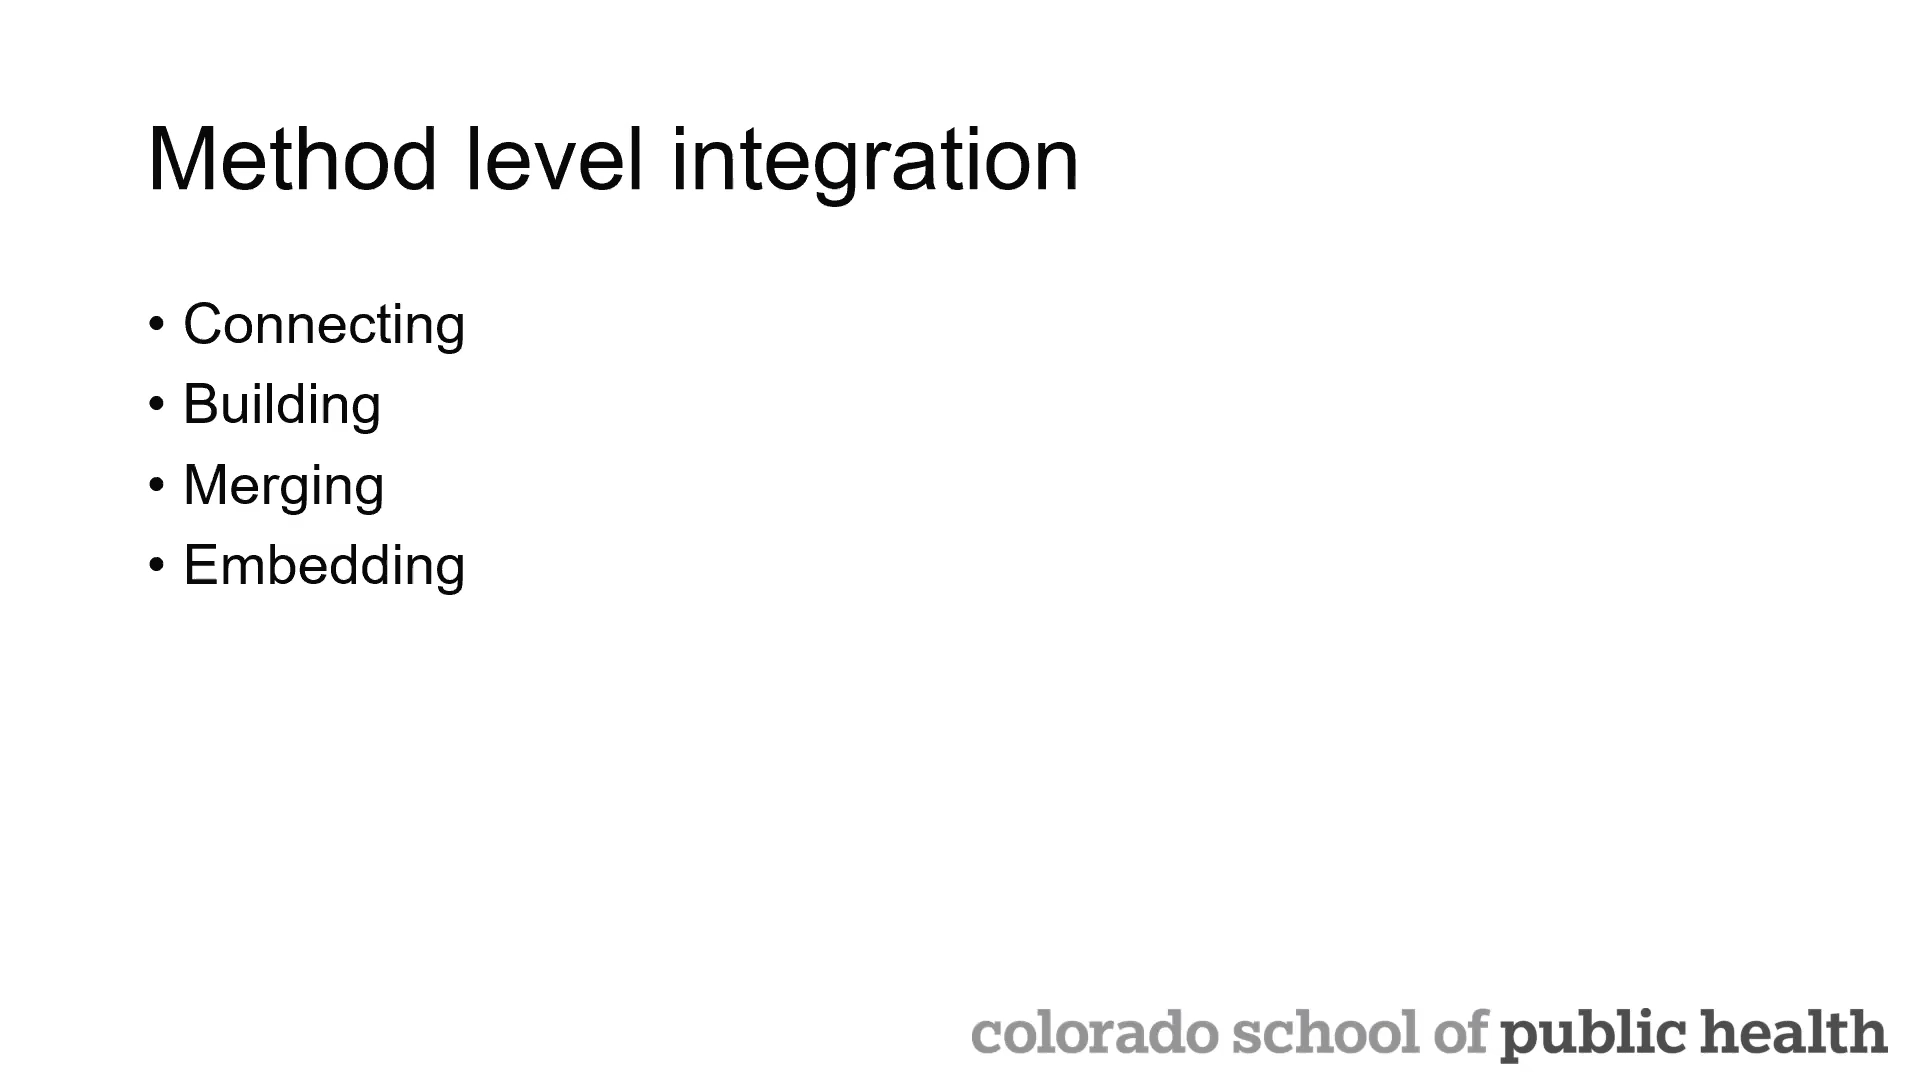 Method level integration
• Connecting
• Building
• Merging
• Embedding
colorado school of public health